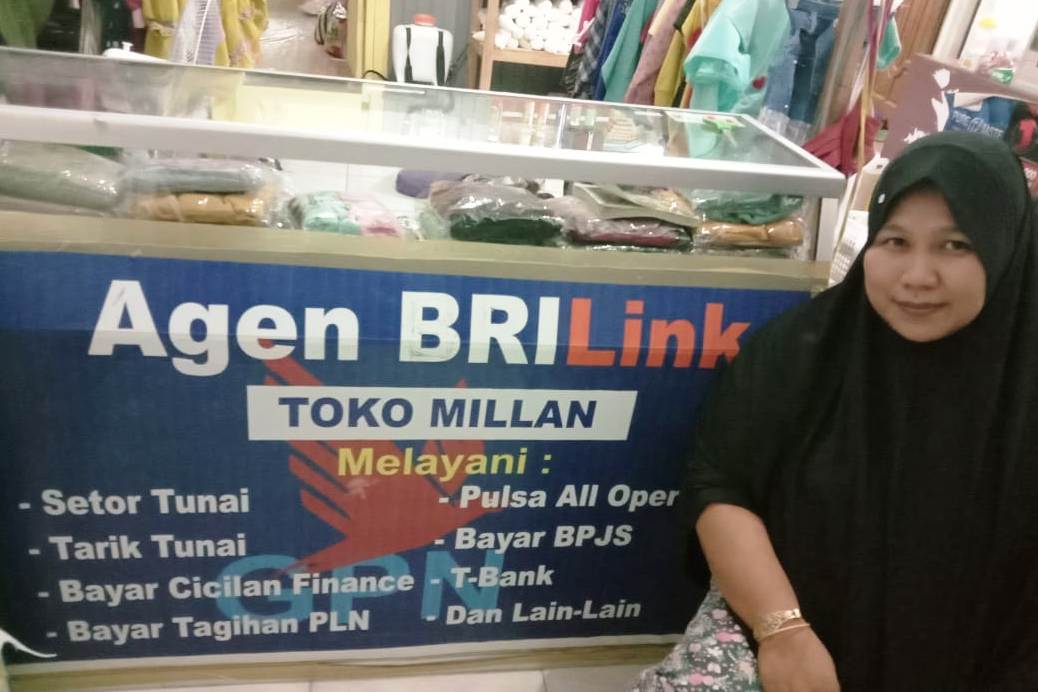 Agen BRILink
TOKO MILLAN
Melayani :
- Setor Tunai
- Tarik Tunai
- Bayar Cicilan Finance
- Bayar Tagihan PLN
- Pulsa All Oper
- Bayar BPJS
- T-Bank
- Dan Lain-Lain
GPN